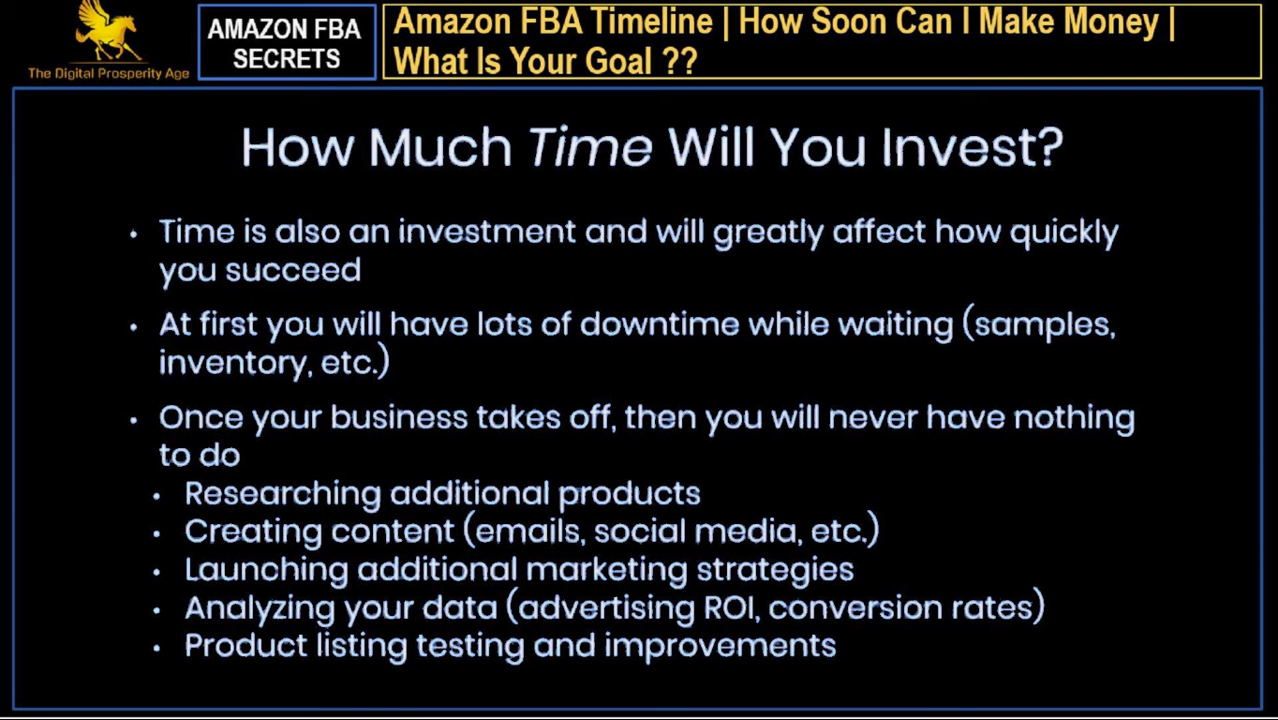 The Digital Prosperity Age
AMAZON FBA
SECRETS
Amazon FBA Timeline | How Soon Can I Make Money |
What Is Your Goal ??
How Much Time Will You Invest?
• Time is also an investment and will greatly affect how quickly
you succeed
• At first you will have lots of downtime while waiting (samples,
inventory, etc.)
• Once your business takes off, then you will never have nothing
to do
• Researching additional products
• Creating content (emails, social media, etc.)
• Launching additional marketing strategies
• Analyzing your data (advertising ROI, conversion rates)
• Product listing testing and improvements